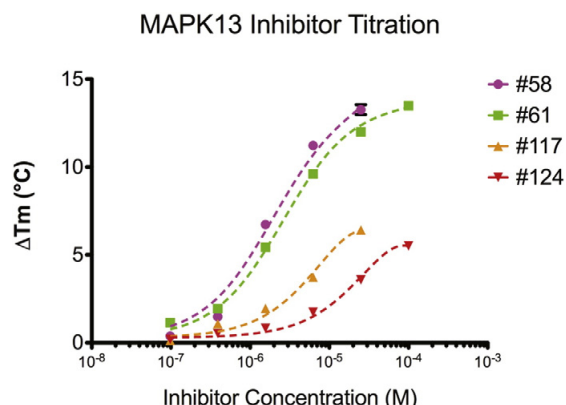 MAPK13 Inhibitor Titration
15
10
5
0
ΔTm (°C)
10⁻⁸ 10⁻⁷ 10⁻⁶ 10⁻⁵ 10⁻⁴ 10⁻³
Inhibitor Concentration (M)
#58
#61
#117
#124